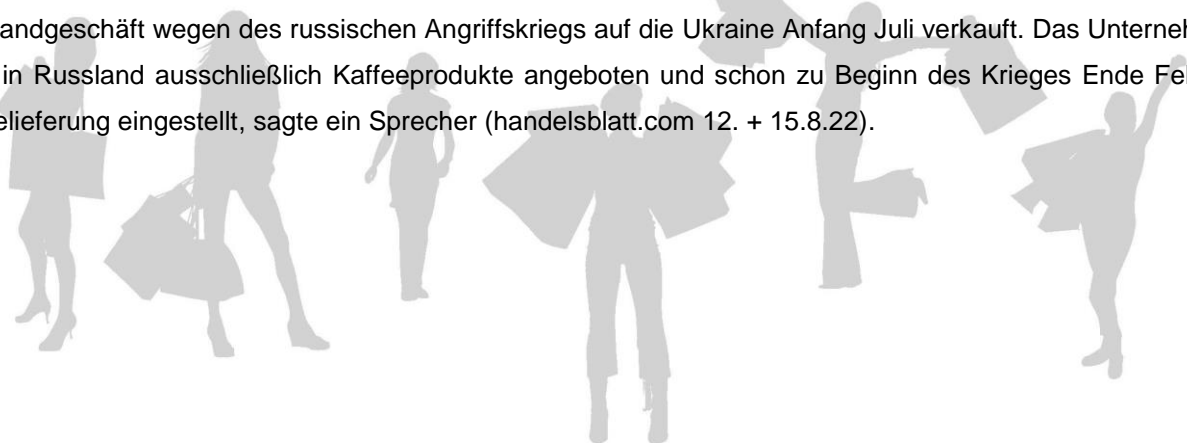 andgeschäft wegen des russischen Angriffskriegs auf die Ukraine Anfang Juli verkauft. Das Unterneh
in Russland ausschließlich Kaffeeprodukte angeboten und schon zu Beginn des Krieges Ende Fe
elieferung eingestellt, sagte ein Sprecher (handelsblatt.com 12. + 15.8.22).